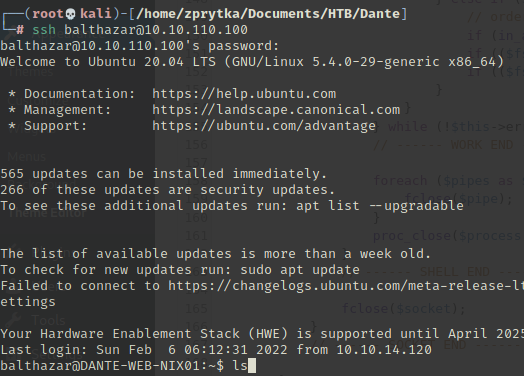 ┌──(root💀kali)-[/home/zprytka/Documents/HTB/Dante]
└─# ssh balthazar@10.10.110.100
balthazar@10.10.110.100's password:
Welcome to Ubuntu 20.04 LTS (GNU/Linux 5.4.0-29-generic x86_64)
* Documentation: https://help.ubuntu.com
* Management: https://landscape.canonical.com
* Support: https://ubuntu.com/advantage
565 updates can be installed immediately.
266 of these updates are security updates.
To see these additional updates run: apt list --upgradable
The list of available updates is more than a week old.
To check for new updates run: sudo apt update
Failed to connect to https://changelogs.ubuntu.com/meta-release-lt
ettings
Your Hardware Enablement Stack (HWE) is supported until April 2025
Last login: Sun Feb  6 06:12:31 2022 from 10.10.14.120
balthazar@DANTE-WEB-NIX01:~$ ls